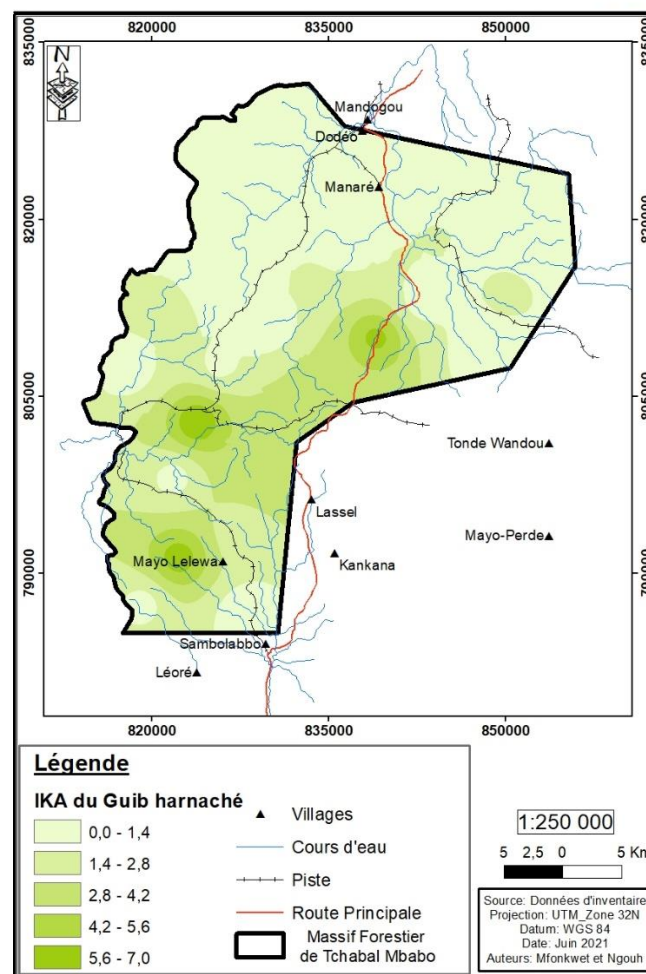 820000 835000 850000
835000 835000
N
Mandogou
Dodéo
Manaré
820000 820000
805000 805000
Tonde Wandou
Lassel
Mayo-Perde
Kankana
Mayo Lelewa
790000 790000
Sambolabbo
Léoré
820000 835000 850000
Légende
IKA du Guib harnaché
0,0 - 1,4
1,4 - 2,8
2,8 - 4,2
4,2 - 5,6
5,6 - 7,0
Villages
Cours d'eau
Piste
Route Principale
Massif Forestier
de Tchabal Mbabo
1:250 000
5 2,5 0 5 Km
Source: Données d'inventaire
Projection: UTM_Zone 32N
Datum: WGS 84
Date: Juin 2021
Auteurs: Mfonkwet et Ngouh